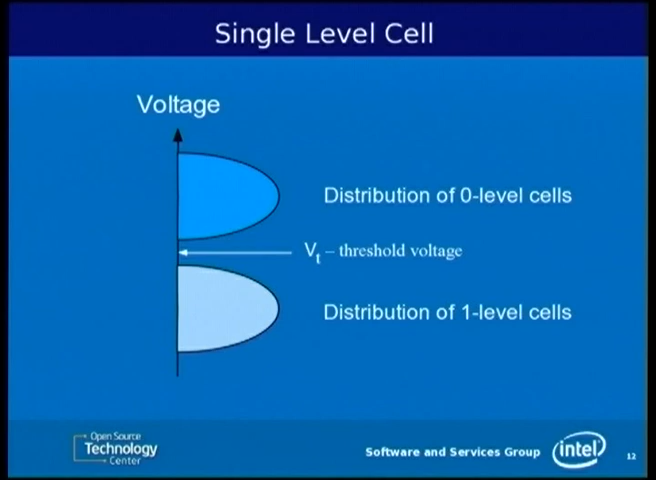 Single Level Cell
Voltage
Distribution of 0-level cells
Vt – threshold voltage
Distribution of 1-level cells
Open Source
Technology
Center
Software and Services Group
intel
12